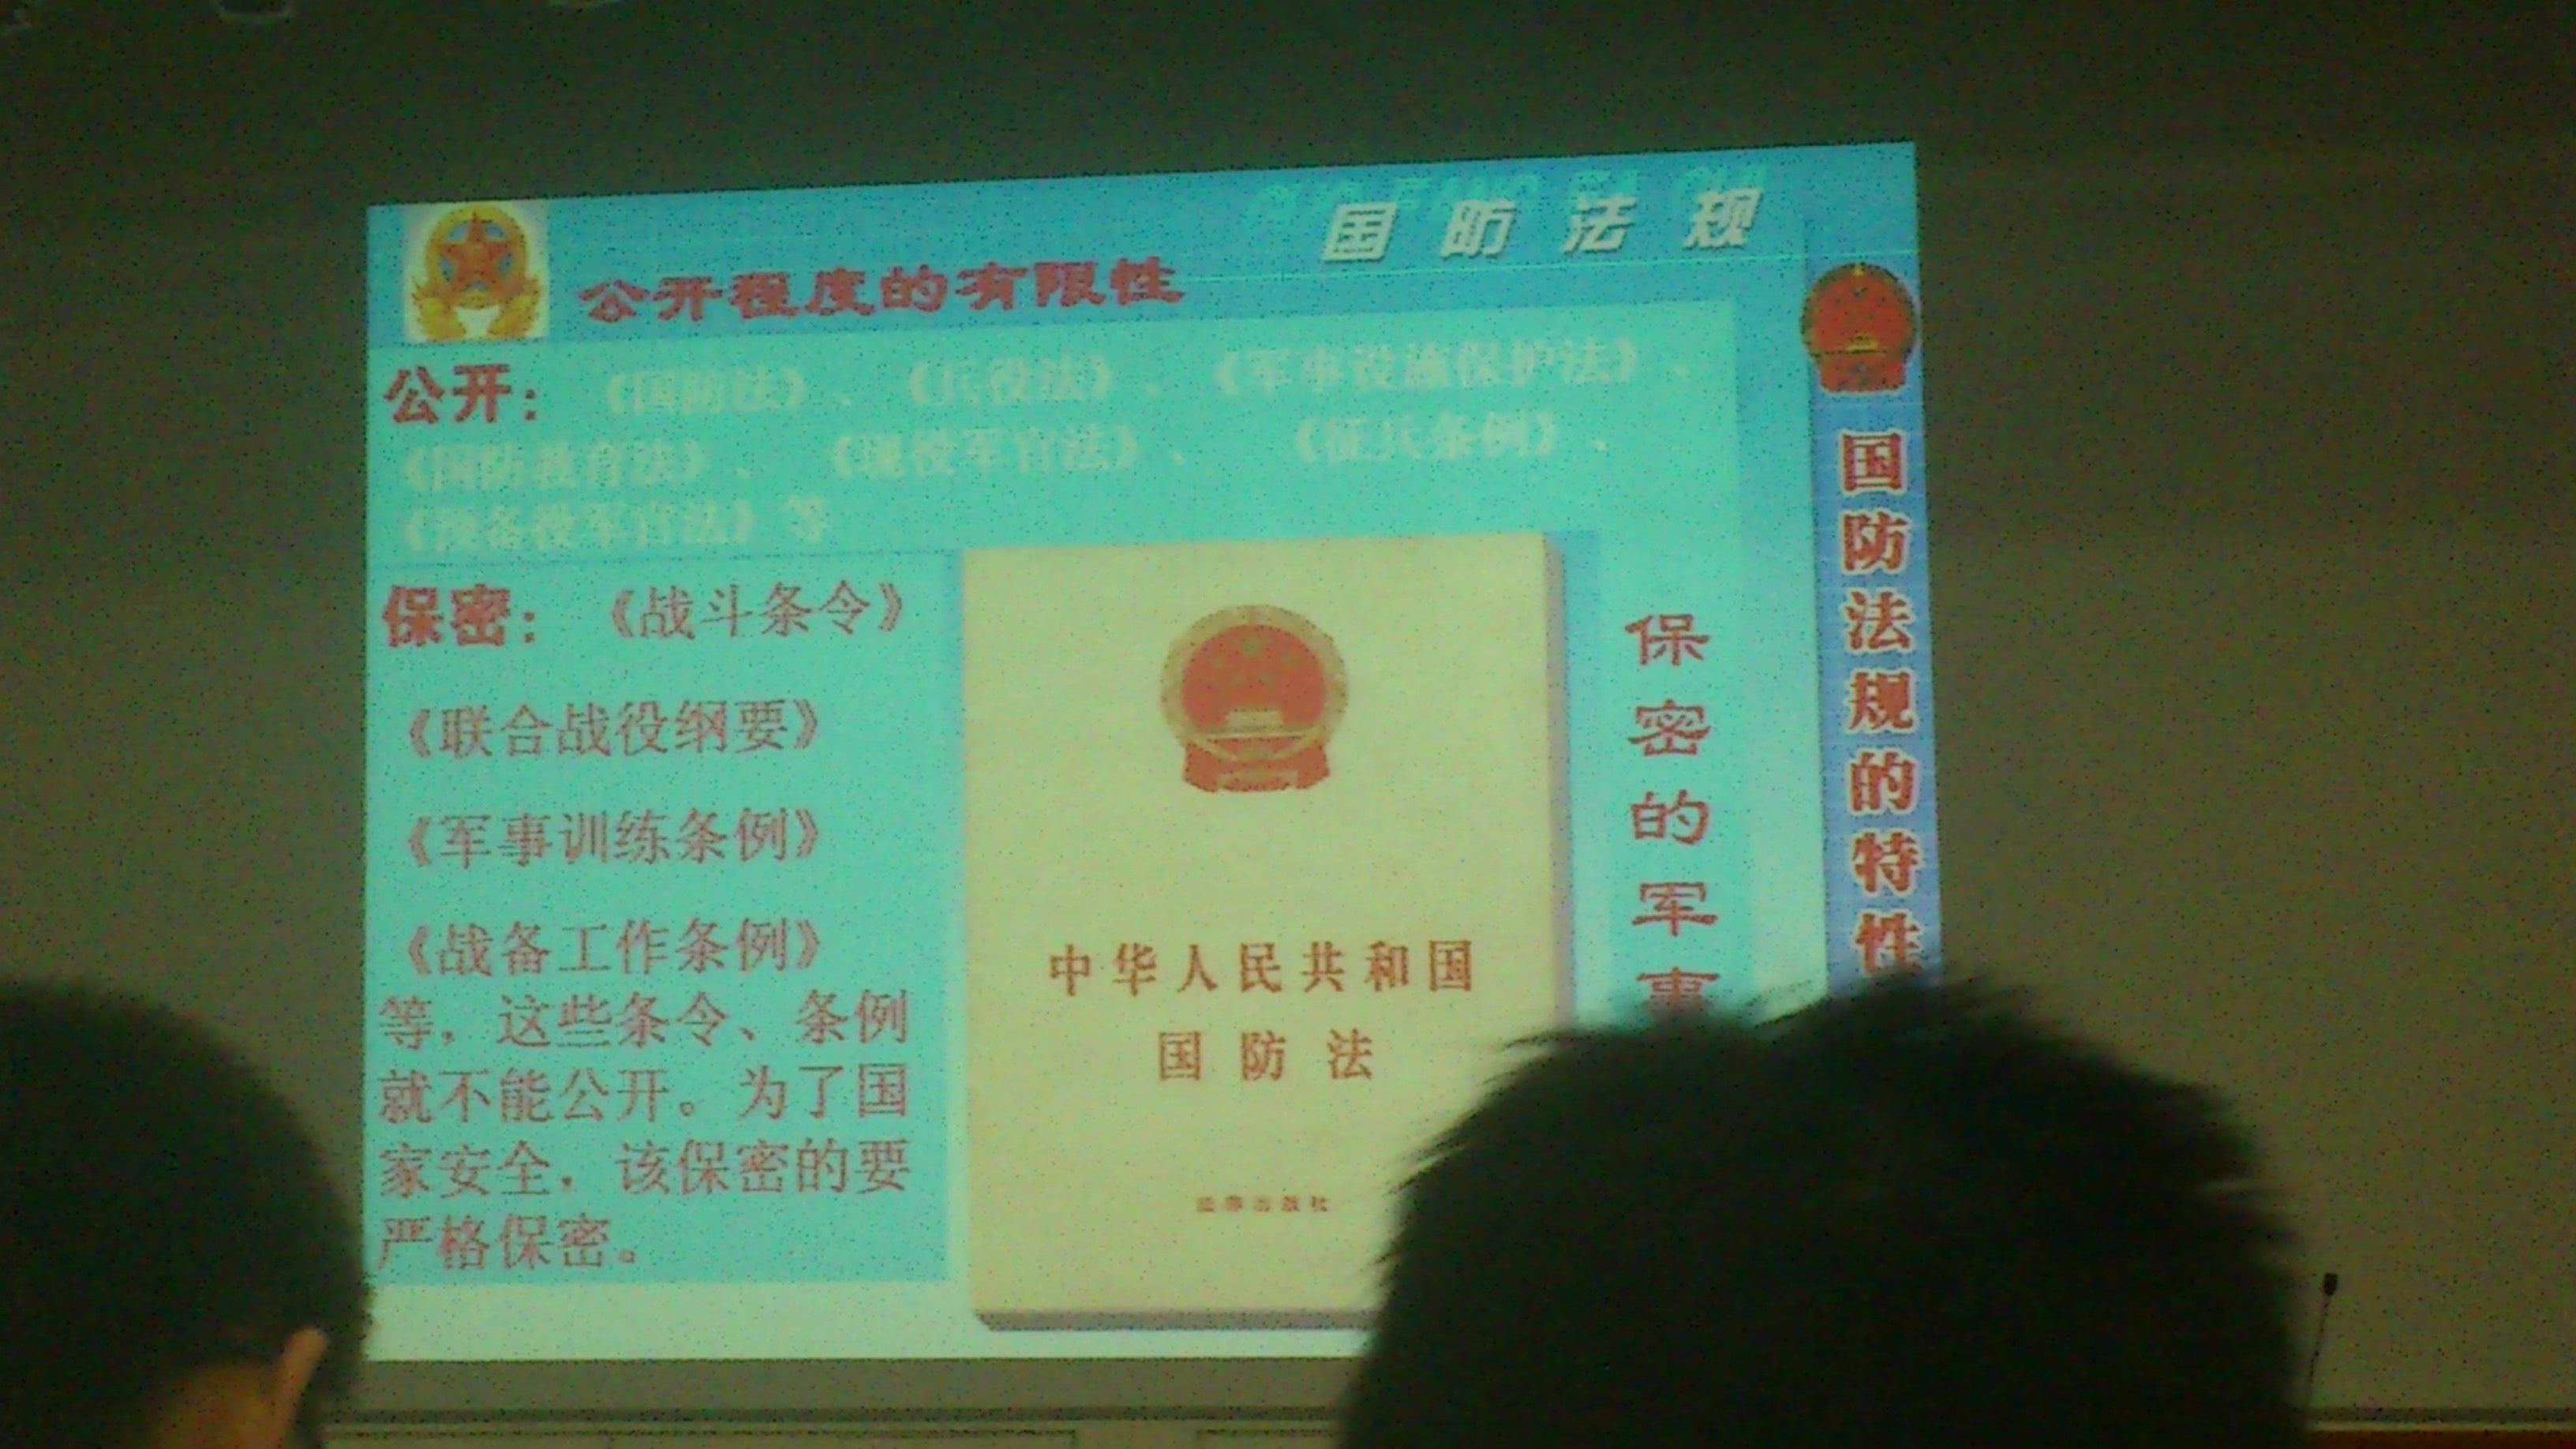 国防法规
公开程度的有限性
公开：《国防法》、《兵役法》、《军事设施保护法》、
《国防教育法》、《现役军官法》、《征兵条例》、
《预备役军官法》等
保密：《战斗条令》
《联合战役纲要》
《军事训练条例》
《战备工作条例》
等，这些条令、条例
就不能公开。为了国
家安全，该保密的要
严格保密。
中华人民共和国
国防法
法律出版社
保密的军事
国防法规的特性